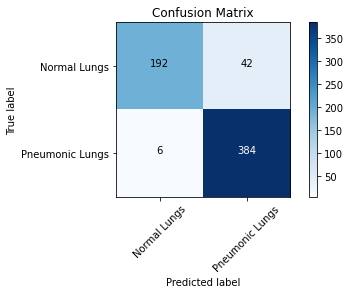 Confusion Matrix
True label
Normal Lungs
192
42
Pneumonic Lungs
6
384
Normal Lungs
Pneumonic Lungs
Predicted label
350
300
250
200
150
100
50